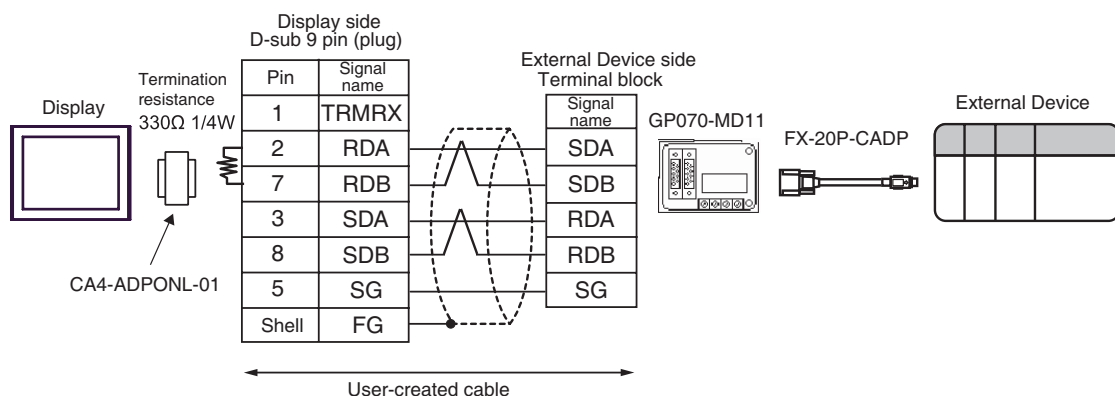 Display side
D-sub 9 pin (plug)
External Device side
Terminal block
Termination
resistance
330Ω 1/4W
Display
CA4-ADPONL-01
Pin Signal name
1 TRMRX
2 RDA
7 RDB
3 SDA
8 SDB
5 SG
Shell FG
Signal name
SDA
SDB
RDA
RDB
SG
GP070-MD11
FX-20P-CADP
External Device
User-created cable